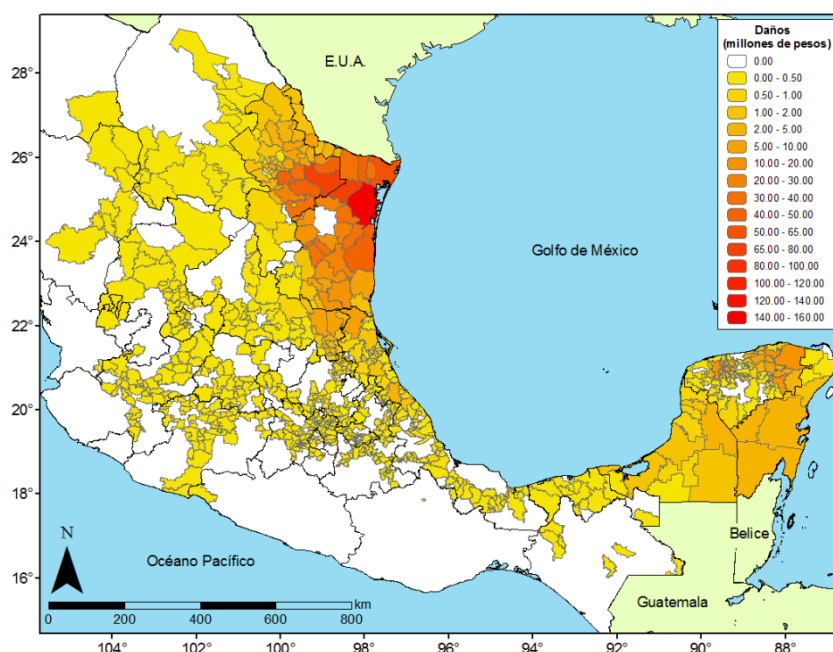 Daños
(millones de pesos)
0.00
0.00 - 0.50
0.50 - 1.00
1.00 - 2.00
2.00 - 5.00
5.00 - 10.00
10.00 - 20.00
20.00 - 30.00
30.00 - 40.00
40.00 - 50.00
50.00 - 65.00
65.00 - 80.00
80.00 - 100.00
100.00 - 120.00
120.00 - 140.00
140.00 - 160.00
E.U.A.
28°
26°
24°
22°
20°
18°
16°
Golfo de México
Belice
Guatemala
Océano Pacífico
N
0 200 400 600 800 km
104° 102° 100° 98° 96° 94° 92° 90° 88°